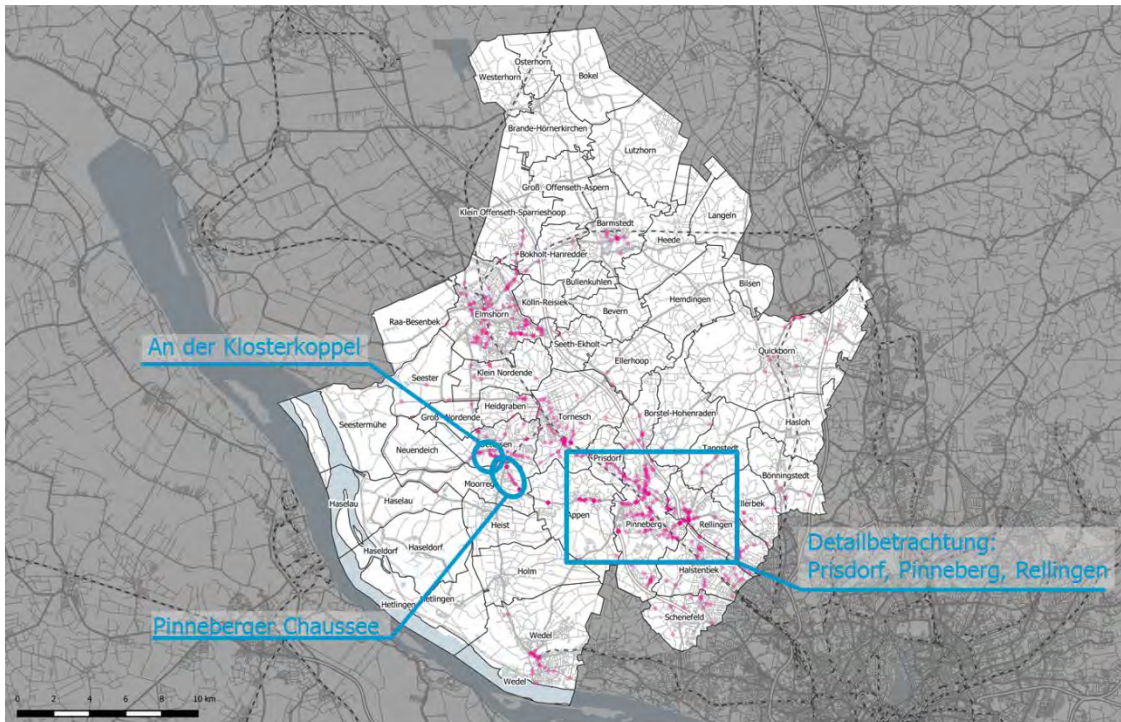 Osterhorn
Westerhorn
Bokel
Brande-Hörnerkirchen
Lutzhorn
Groß Offenseth-Aspern
Klein Offenseth-Sparrieshoop
Langeln
Barmstedt
Heede
Bokholt-Hanredder
Bullenkuhlen
Bilsen
Hemdingen
Kölln-Reisiek
Bevern
Elmshorn
Raa-Besenbek
Seeth-Ekholt
An der Klosterkoppel
Quickborn
Ellerhoop
Klein Nordende
Seester
Heidgraben
Borstel-Hohenraden
Groß Nordende
Tornesch
Seestermühe
Hasloh
Neuendeich
Prisdorf
Bönningstedt
Haselau
Haselau
Appen
Heist
Pinneberg
Rellingen
Haseldorf
Haseldorf
Detailbetrachtung:
Prisdorf, Pinneberg, Rellingen
Halstenbek
Holm
Hetlingen
Hetlingen
Schenefeld
Pinneberger Chaussee
Wedel
Wedel
0 2 4 6 8 10 km